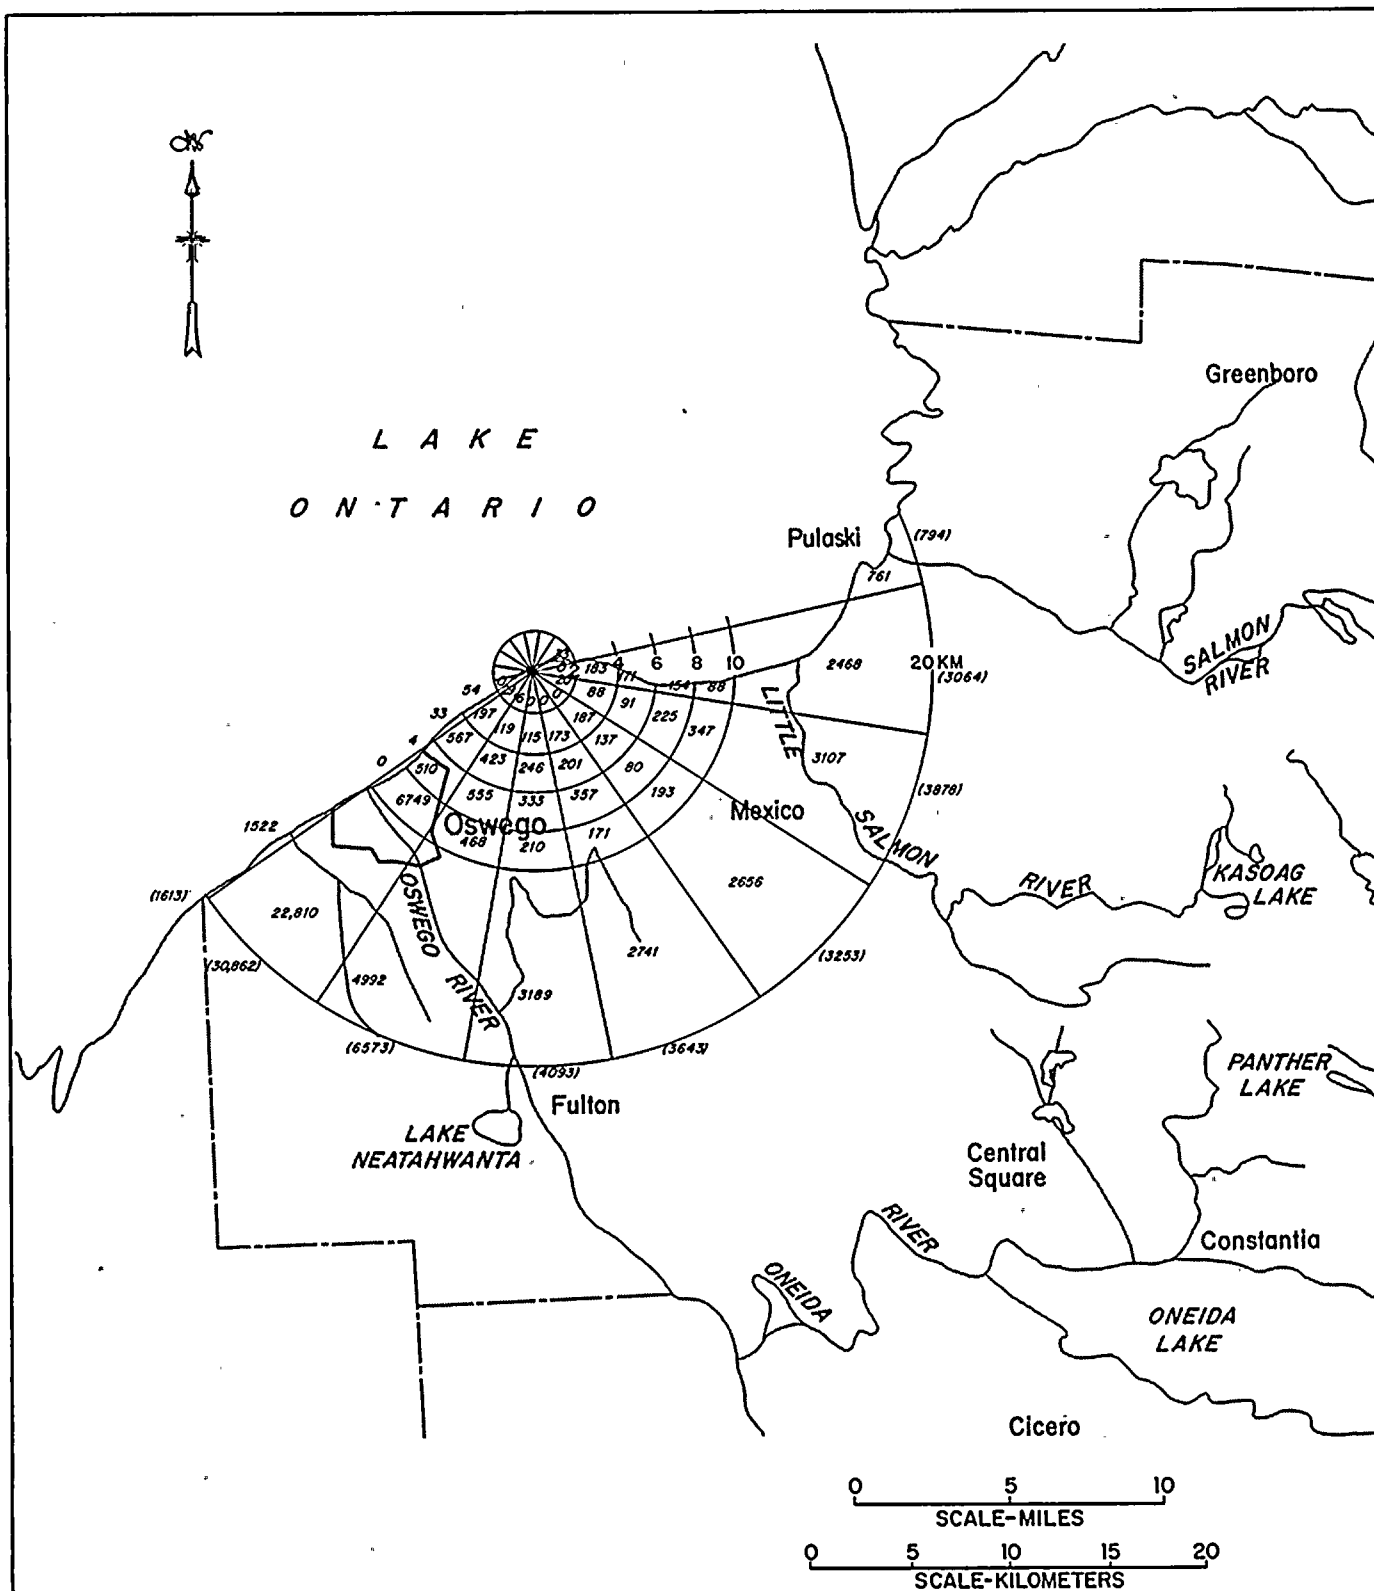 N
LAKE
ONTARIO
Greenboro
Pulaski
(794)
761
SALMON
RIVER
4 6 8 10
20 KM
183
171
154
88
2468
(3064)
54
33
4
0
1522
(1613)
197
119
115
173
187
88
91
225
347
567
423
246
201
137
80
510
555
333
357
193
6749
468
210
171
Oswego
Mexico
LITTLE
SALMON
RIVER
3107
(3878)
22,810
OSWEGO
RIVER
2656
2741
4992
3189
(30,862)
(6573)
(4093)
(3643)
(3253)
KASOAG
LAKE
Fulton
LAKE
NEATAHWANTA
PANTHER
LAKE
Central
Square
Constantia
ONEIDA
RIVER
ONEIDA
LAKE
Cicero
0 5 10
SCALE-MILES
0 5 10 15 20
SCALE-KILOMETERS